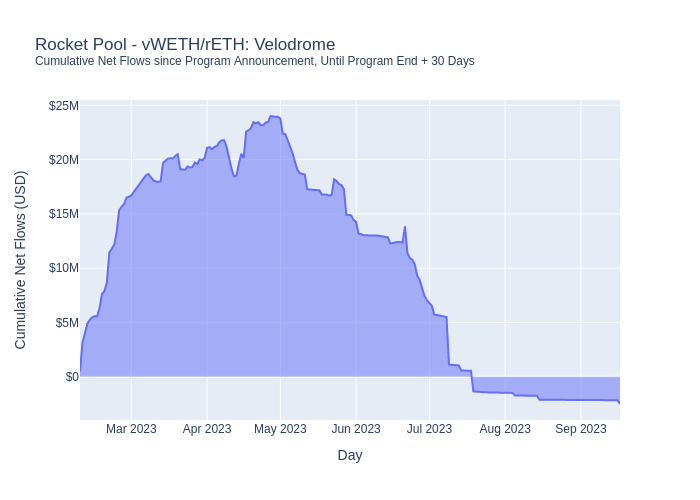 Rocket Pool - vWETH/rETH: Velodrome
Cumulative Net Flows since Program Announcement, Until Program End + 30 Days
Cumulative Net Flows (USD)
$25M
$20M
$15M
$10M
$5M
$0
Mar 2023 Apr 2023 May 2023 Jun 2023 Jul 2023 Aug 2023 Sep 2023
Day